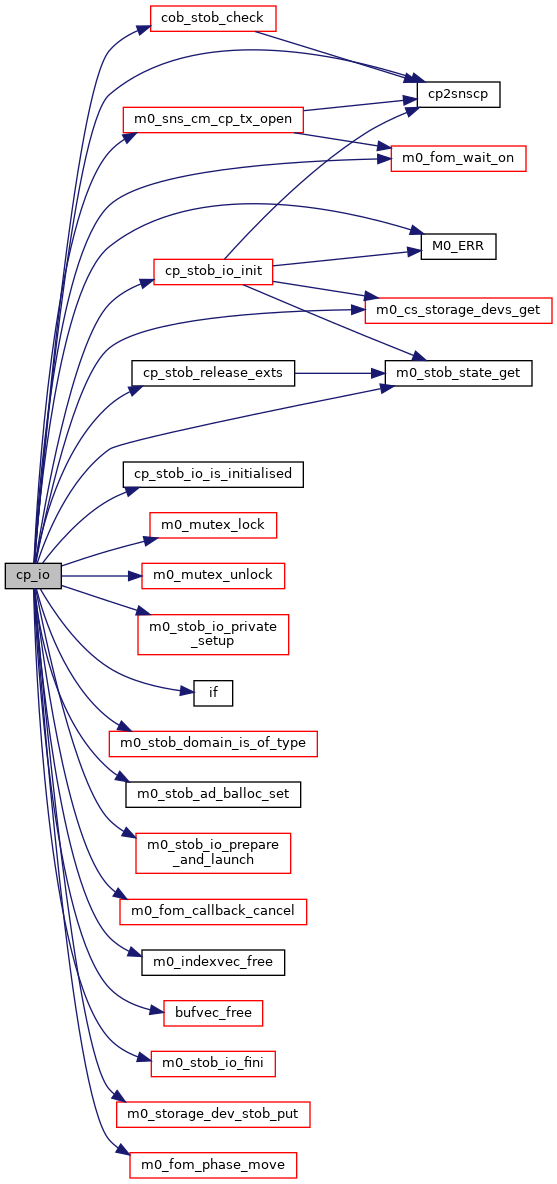 cob_stob_check
cp2snscp
m0_sns_cm_cp_tx_open
m0_fom_wait_on
M0_ERR
cp_stob_io_init
m0_cs_storage_devs_get
cp_stob_release_exts
m0_stob_state_get
cp_stob_io_is_initialised
m0_mutex_lock
cp_io
m0_mutex_unlock
m0_stob_io_private
_setup
if
m0_stob_domain_is_of_type
m0_stob_ad_balloc_set
m0_stob_io_prepare
_and_launch
m0_fom_callback_cancel
m0_indexvec_free
bufvec_free
m0_stob_io_fini
m0_storage_dev_stob_put
m0_fom_phase_move